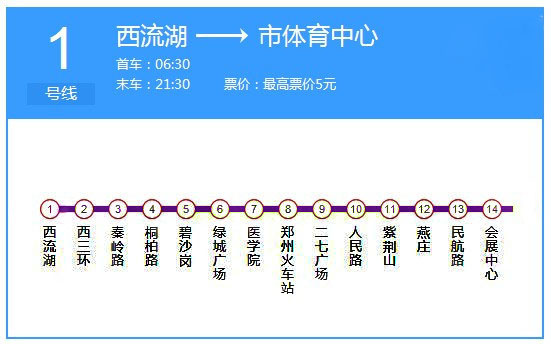 1
号线
西流湖 → 市体育中心
首车：06:30
末车：21:30 票价：最高票价5元
1 2 3 4 5 6 7 8 9 10 11 12 13 14
西流湖
西三环
秦岭路
桐柏路
碧沙岗
绿城广场
医学院
郑州火车站
二七广场
人民路
紫荆山
燕庄
民航路
会展中心